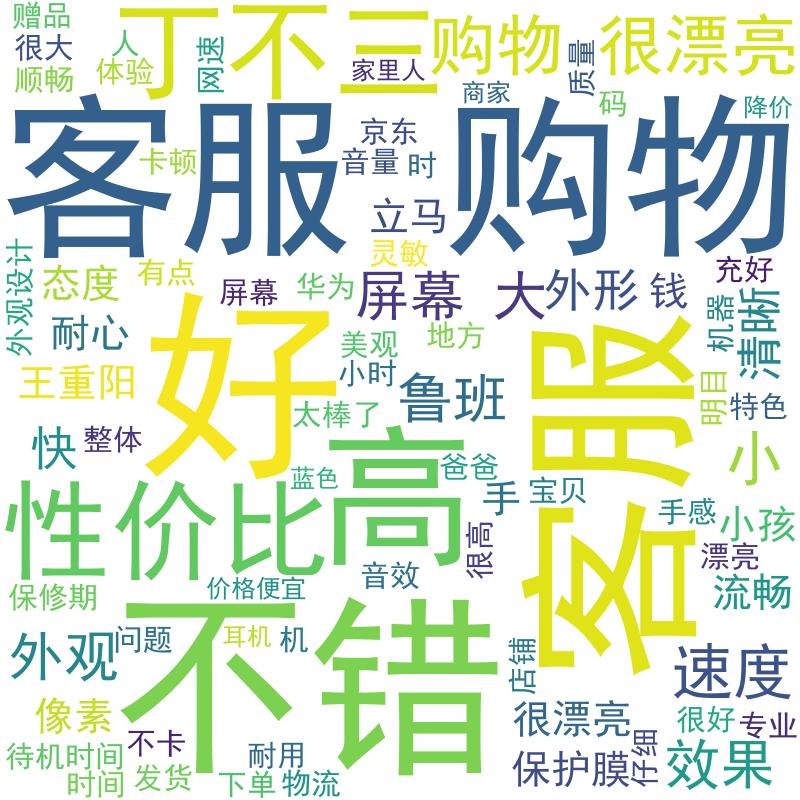 赠品
人
丁不三
购物
很漂亮
很大
网速
家里人
质量
顺畅
体验
商家
码
降价
客服
购物
卡顿
京东
音量
时
立马
灵敏
外观设计
态度
有点
屏幕
华为
屏幕
大
外形
钱
充好
耐心
好
美观
地方
客服
机器
清晰
王重阳
小时
鲁班
明目
特色
太棒了
快
整体
高
爸爸
小
蓝色
性价比
手
宝贝
手感
小孩
很高
漂亮
保修期
价格便宜
音效
流畅
不错
外观
问题
耳机
机
店铺
速度
像素
很漂亮
很好
专业
待机时间
不卡
耐用
保护膜
仔细
效果
时间
发货
下单
物流